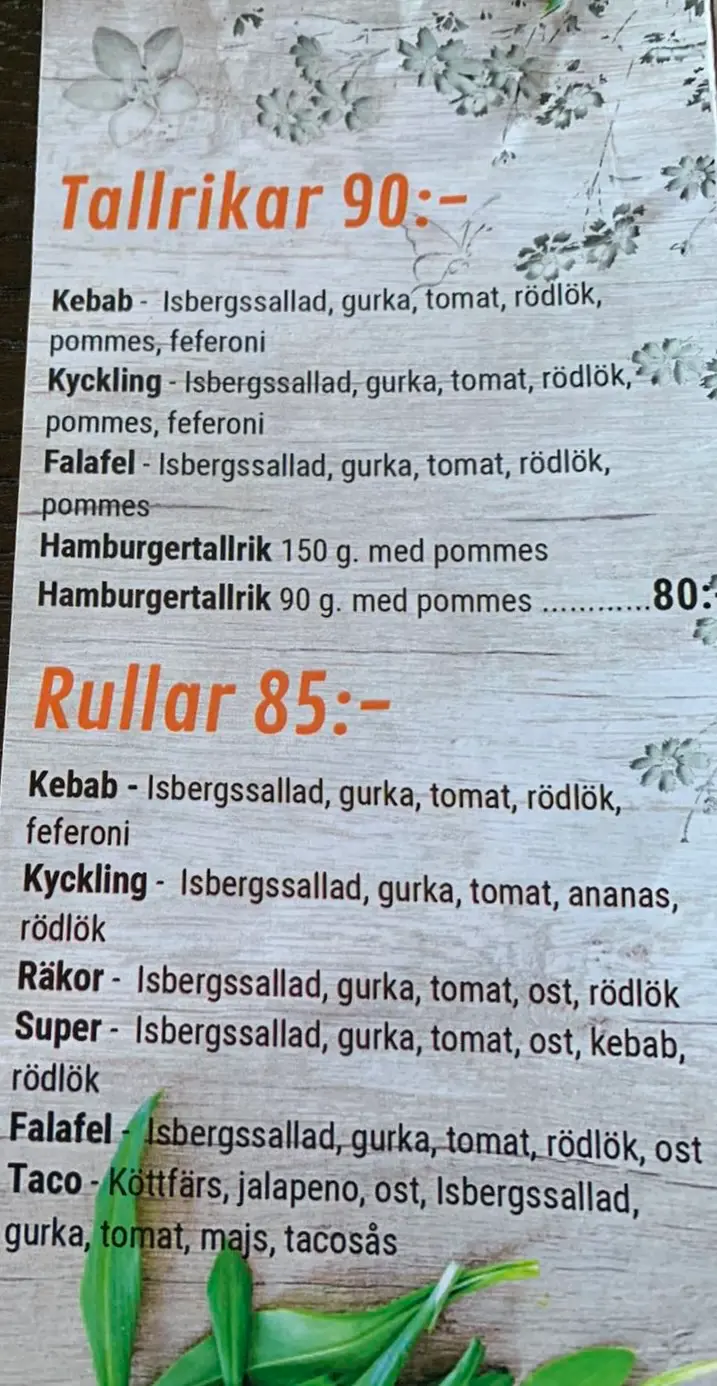 Tallrikar 90:-
Kebab - Isbergssallad, gurka, tomat, rödlök,
pommes, feferoni
Kyckling - Isbergssallad, gurka, tomat, rödlök,
pommes, feferoni
Falafel - Isbergssallad, gurka, tomat, rödlök,
pommes
Hamburgertallrik 150 g. med pommes
Hamburgertallrik 90 g. med pommes ............80:-
Rullar 85:-
Kebab - Isbergssallad, gurka, tomat, rödlök,
feferoni
Kyckling - Isbergssallad, gurka, tomat, ananas,
rödlök
Räkor - Isbergssallad, gurka, tomat, ost, rödlök
Super - Isbergssallad, gurka, tomat, ost, kebab,
rödlök
Falafel - Isbergssallad, gurka, tomat, rödlök, ost
Taco - Köttfärs, jalapeno, ost, Isbergssallad,
gurka, tomat, majs, tacosås